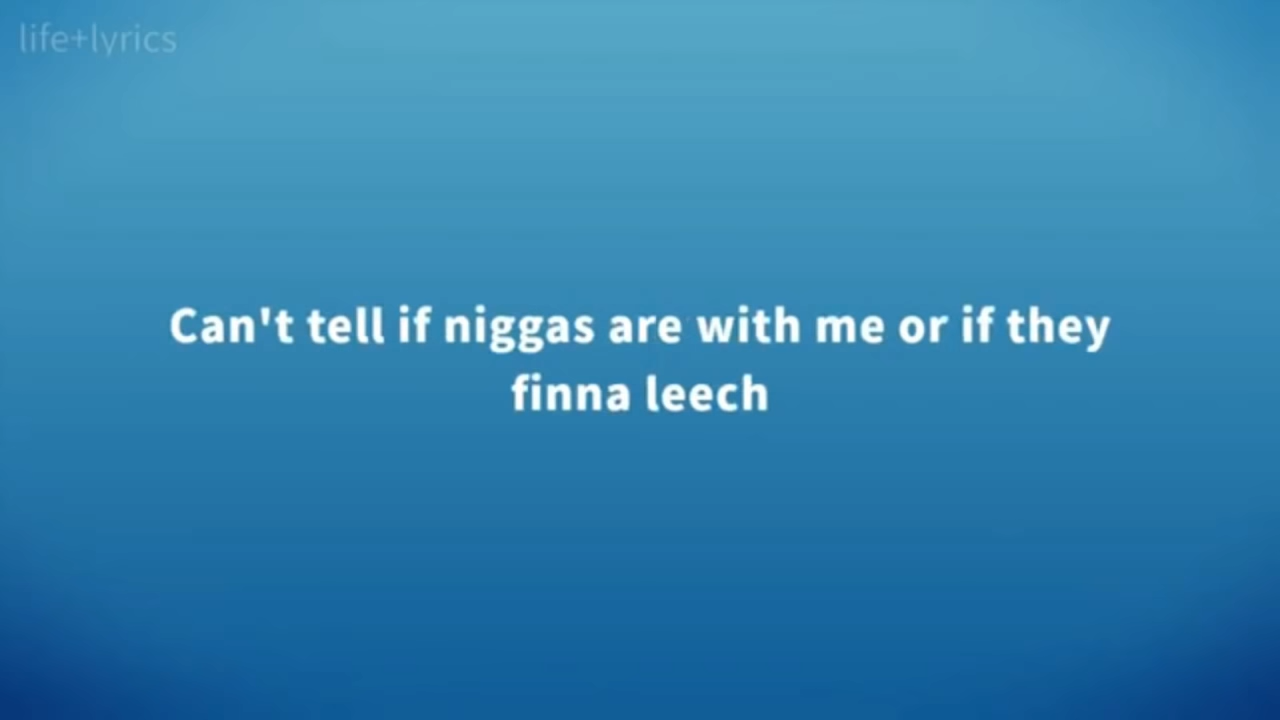 life+lyrics
Can't tell if niggas are with me or if they
finna leech